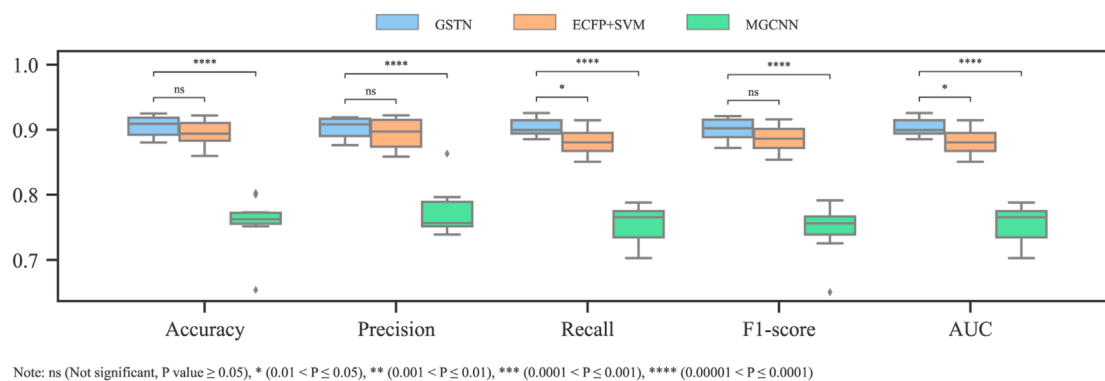 GSTN ECFP+SVM MGCNN
1.0
0.9
0.8
0.7
**** **** **** **** ****
ns ns * ns *
Accuracy Precision Recall F1-score AUC
Note: ns (Not significant, P value ≥ 0.05), * (0.01 < P ≤ 0.05), ** (0.001 < P ≤ 0.01), *** (0.0001 < P ≤ 0.001), **** (0.00001 < P ≤ 0.0001)